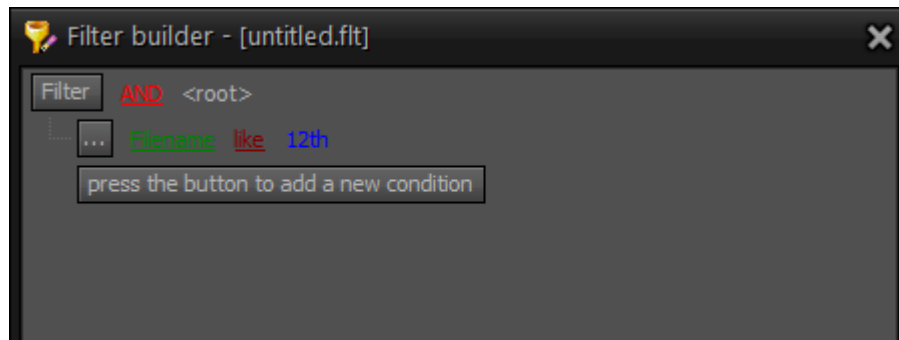 Filter builder - [untitled.flt]
Filter AND <root>
... Filename like 12th
press the button to add a new condition